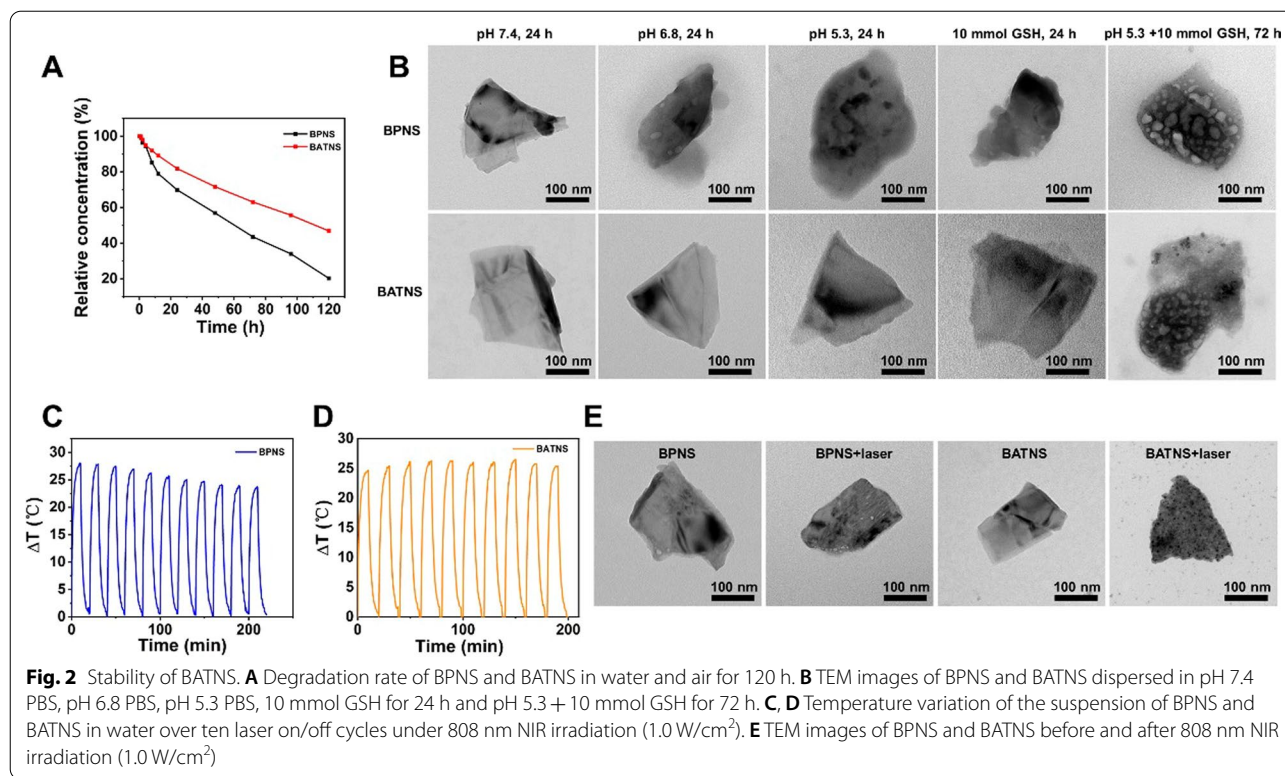 A
Relative concentration (%)
100
80
60
40
20
0 20 40 60 80 100 120
Time (h)
BPNS
BATNS
B
pH 7.4, 24 h pH 6.8, 24 h pH 5.3, 24 h 10 mmol GSH, 24 h pH 5.3 +10 mmol GSH, 72 h
BPNS
100 nm 100 nm 100 nm 100 nm 100 nm
BATNS
100 nm 100 nm 100 nm 100 nm 100 nm
C
ΔT (℃)
30
25
20
15
10
5
0
0 100 200
Time (min)
BPNS
D
ΔT (℃)
30
25
20
15
10
5
0
0 100 200
Time (min)
BATNS
E
BPNS BPNS+laser BATNS BATNS+laser
100 nm 100 nm 100 nm 100 nm
Fig. 2 Stability of BATNS. A Degradation rate of BPNS and BATNS in water and air for 120 h. B TEM images of BPNS and BATNS dispersed in pH 7.4
PBS, pH 6.8 PBS, pH 5.3 PBS, 10 mmol GSH for 24 h and pH 5.3 + 10 mmol GSH for 72 h. C, D Temperature variation of the suspension of BPNS and
BATNS in water over ten laser on/off cycles under 808 nm NIR irradiation (1.0 W/cm²). E TEM images of BPNS and BATNS before and after 808 nm NIR
irradiation (1.0 W/cm²)